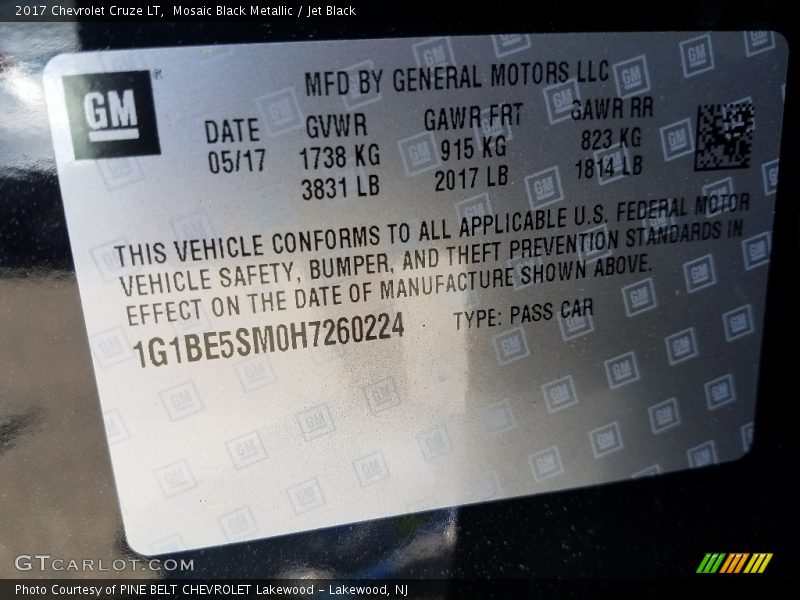 2017 Chevrolet Cruze LT, Mosaic Black Metallic / Jet Black
GM
MFD BY GENERAL MOTORS LLC
DATE GVWR GAWR FRT GAWR RR
05/17 1738 KG 915 KG 823 KG
3831 LB 2017 LB 1814 LB
THIS VEHICLE CONFORMS TO ALL APPLICABLE U.S. FEDERAL MOTOR
VEHICLE SAFETY, BUMPER, AND THEFT PREVENTION STANDARDS IN
EFFECT ON THE DATE OF MANUFACTURE SHOWN ABOVE.
1G1BE5SM0H7260224 TYPE: PASS CAR
GTCARLOT.COM
Photo Courtesy of PINE BELT CHEVROLET Lakewood - Lakewood, NJ